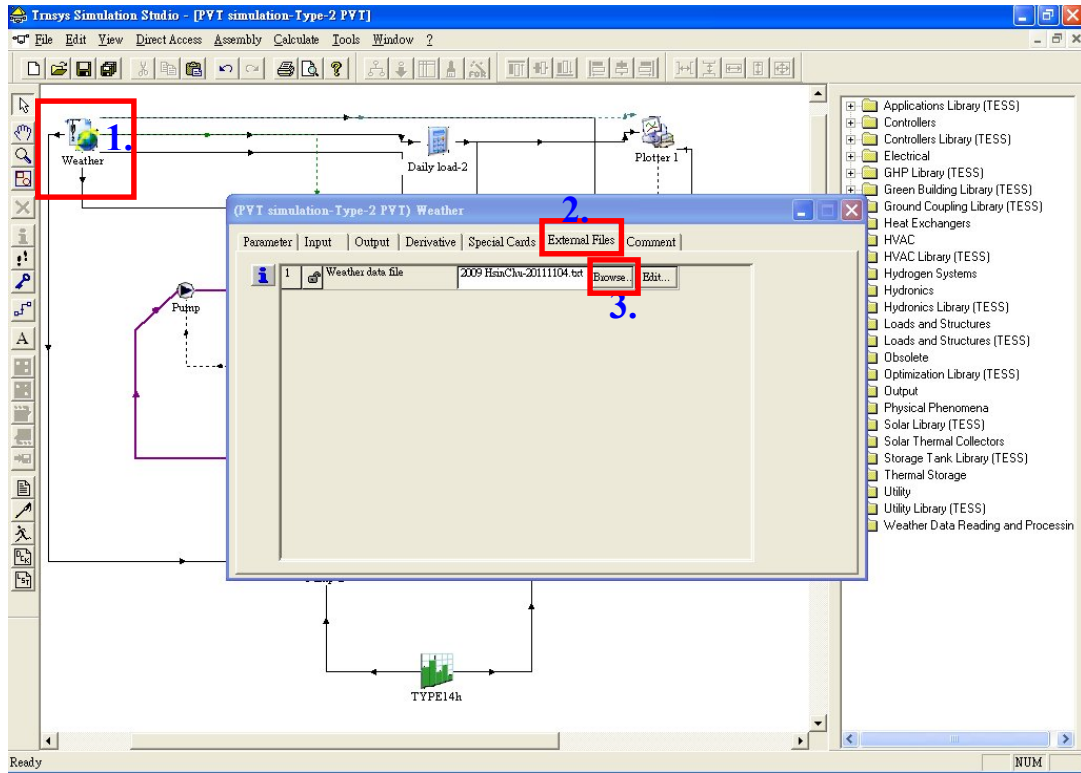 Trnsys Simulation Studio - [PVT simulation-Type-2 PVT]
File Edit View Direct Access Assembly Calculate Tools Window ?
1.
Weather
Daily load-2
Plotter 1
Pump
TYPE14h
(PVT simulation-Type-2 PVT) Weather
2.
Parameter Input Output Derivative Special Cards External Files Comment
1 Weather data file 2009 HsinChu-20111104.txt Browse... Edit...
3.
Applications Library (TESS)
Controllers
Controllers Library (TESS)
Electrical
GHP Library (TESS)
Green Building Library (TESS)
Ground Coupling Library (TESS)
Heat Exchangers
HVAC
HVAC Library (TESS)
Hydrogen Systems
Hydronics
Hydronics Library (TESS)
Loads and Structures
Loads and Structures (TESS)
Obsolete
Optimization Library (TESS)
Output
Physical Phenomena
Solar Library (TESS)
Solar Thermal Collectors
Storage Tank Library (TESS)
Thermal Storage
Utility
Utility Library (TESS)
Weather Data Reading and Processin
Ready
NUM